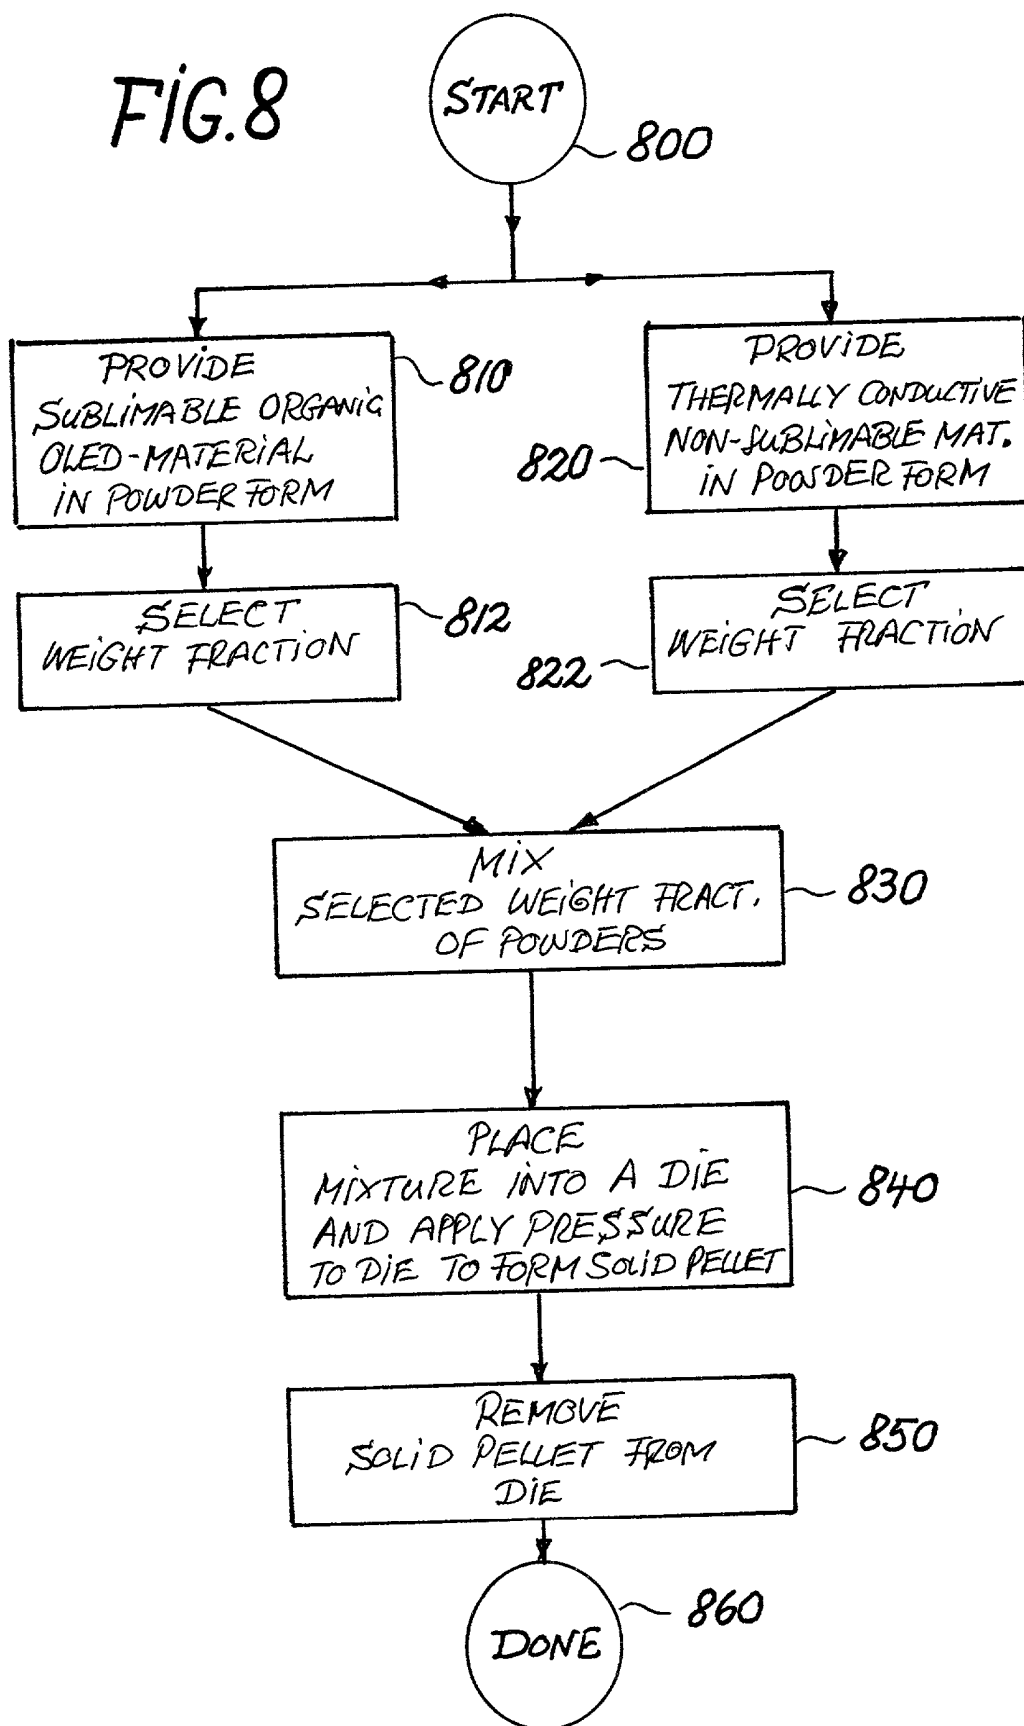 FIG. 8
START
800
PROVIDE
SUBLIMABLE ORGANIC
OLED-MATERIAL
IN POWDER FORM
810
PROVIDE
THERMALLY CONDUCTIVE
NON-SUBLIMABLE MAT.
IN POOSDER FORM
820
SELECT
WEIGHT FRACTION
812
SELECT
WEIGHT FRACTION
822
MIX
SELECTED WEIGHT FRACT.
OF POWDERS
830
PLACE
MIXTURE INTO A DIE
AND APPLY PRESSURE
TO DIE TO FORM SOLID PELLET
840
REMOVE
SOLID PELLET FROM
DIE
850
DONE
860